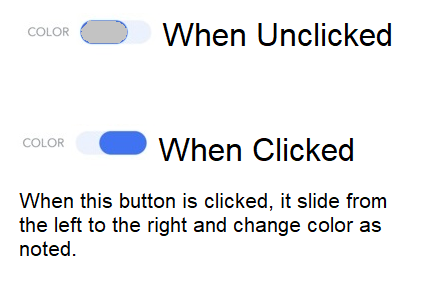 COLOR When Unclicked
COLOR When Clicked
When this button is clicked, it slide from
the left to the right and change color as
noted.